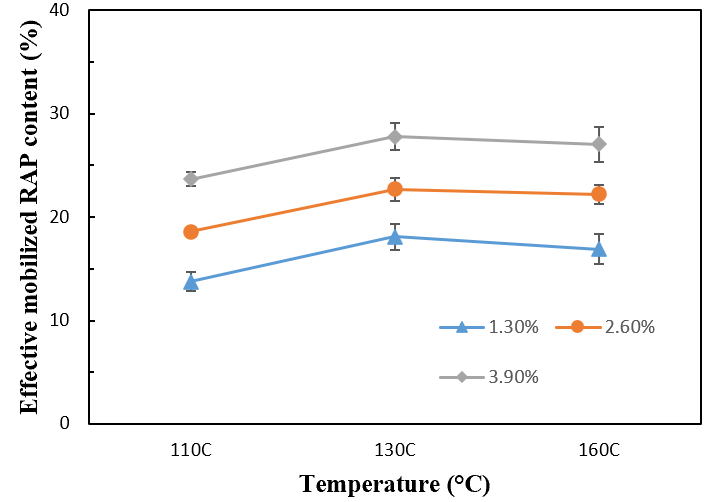 Effective mobilized RAP content (%)
40
30
20
10
0
1.30%
2.60%
3.90%
110C
130C
160C
Temperature (°C)